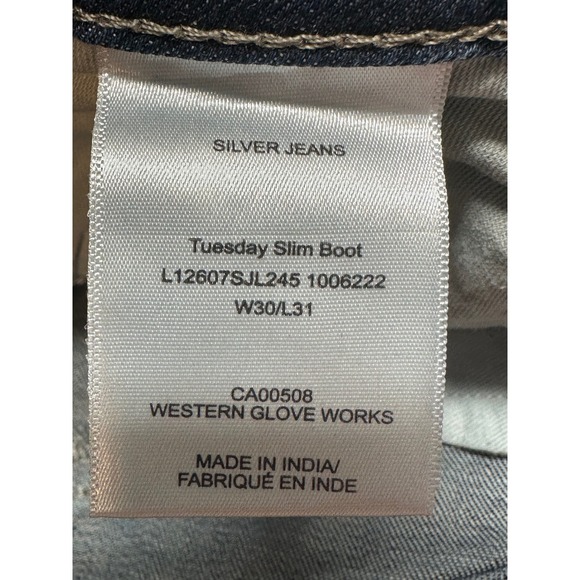 SILVER JEANS
Tuesday Slim Boot
L12607SJL245 1006222
W30/L31
CA00508
WESTERN GLOVE WORKS
MADE IN INDIA/
FABRIQUÉ EN INDE